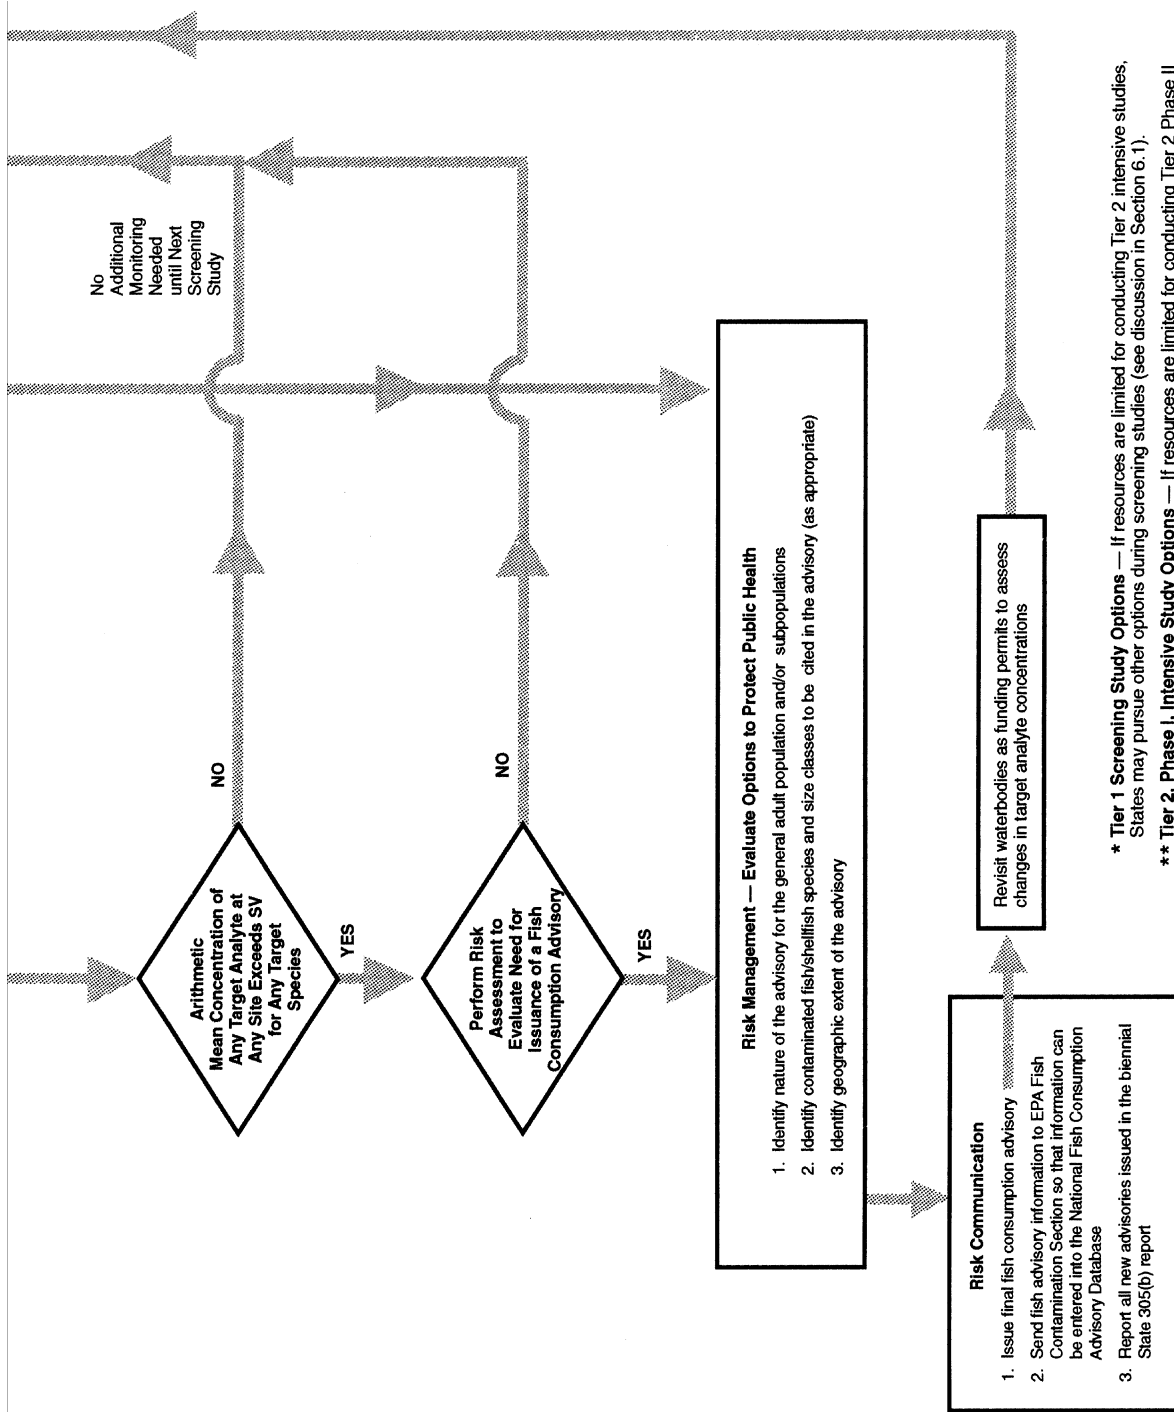 No
Additional
Monitoring
Needed
until Next
Screening
Study
Arithmetic
Mean Concentration of
Any Target Analyte at
Any Site Exceeds SV
for Any Target
Species
NO
YES
Perform Risk
Assessment to
Evaluate Need for
Issuance of a Fish
Consumption Advisory
NO
YES
Risk Management — Evaluate Options to Protect Public Health
1. Identify nature of the advisory for the general adult population and/or subpopulations
2. Identify contaminated fish/shellfish species and size classes to be cited in the advisory (as appropriate)
3. Identify geographic extent of the advisory
Risk Communication
1. Issue final fish consumption advisory
2. Send fish advisory information to EPA Fish
Contamination Section so that information can
be entered into the National Fish Consumption
Advisory Database
3. Report all new advisories issued in the biennial
State 305(b) report
Revisit waterbodies as funding permits to assess
changes in target analyte concentrations
* Tier 1 Screening Study Options — If resources are limited for conducting Tier 2 intensive studies,
States may pursue other options during screening studies (see discussion in Section 6.1).
** Tier 2, Phase I, Intensive Study Options — If resources are limited for conducting Tier 2 Phase II